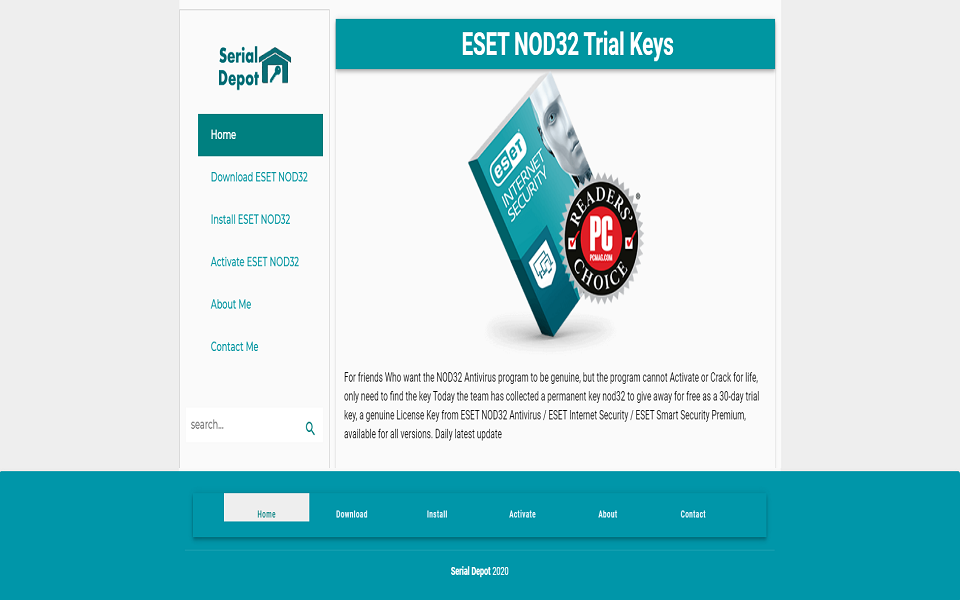 Serial
Depot
Home
Download ESET NOD32
Install ESET NOD32
Activate ESET NOD32
About Me
Contact Me
search...
ESET NOD32 Trial Keys
eseT
INTERNET
SECURITY
READERS'
PC
PCMAG.COM
CHOICE
For friends Who want the NOD32 Antivirus program to be genuine, but the program cannot Activate or Crack for life,
only need to find the key Today the team has collected a permanent key nod32 to give away for free as a 30-day trial
key, a genuine License Key from ESET NOD32 Antivirus / ESET Internet Security / ESET Smart Security Premium,
available for all versions. Daily latest update
Home Download Install Activate About Contact
Serial Depot 2020